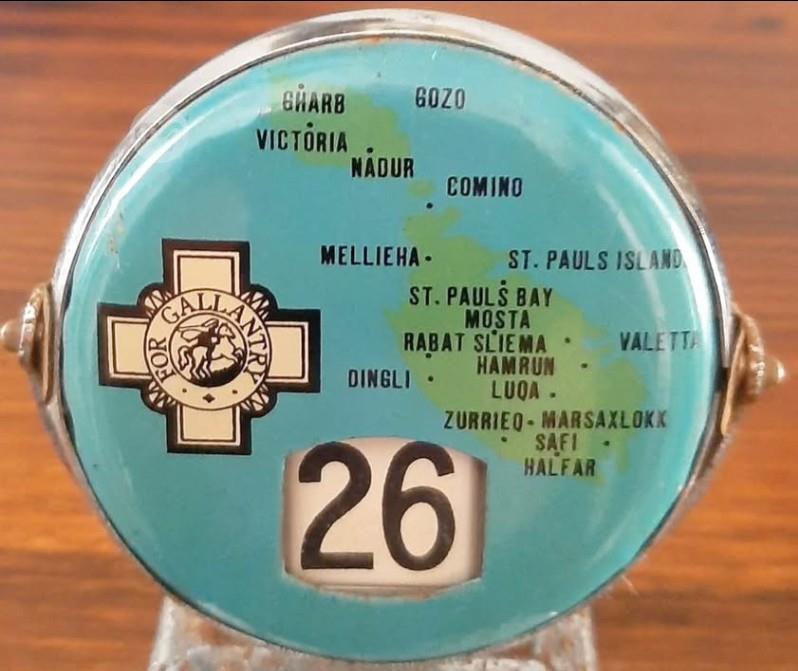 GHARB GOZO
VICTORIA
NADUR
COMINO
MELLIEHA ST. PAULS ISLAND
ST. PAULS BAY
MOSTA
RABAT SLIEMA VALETTA
HAMRUN
DINGLI
LUQA
ZURRIEQ MARSAXLOKK
SAFI
HALFAR
FOR GALLANTRY
26